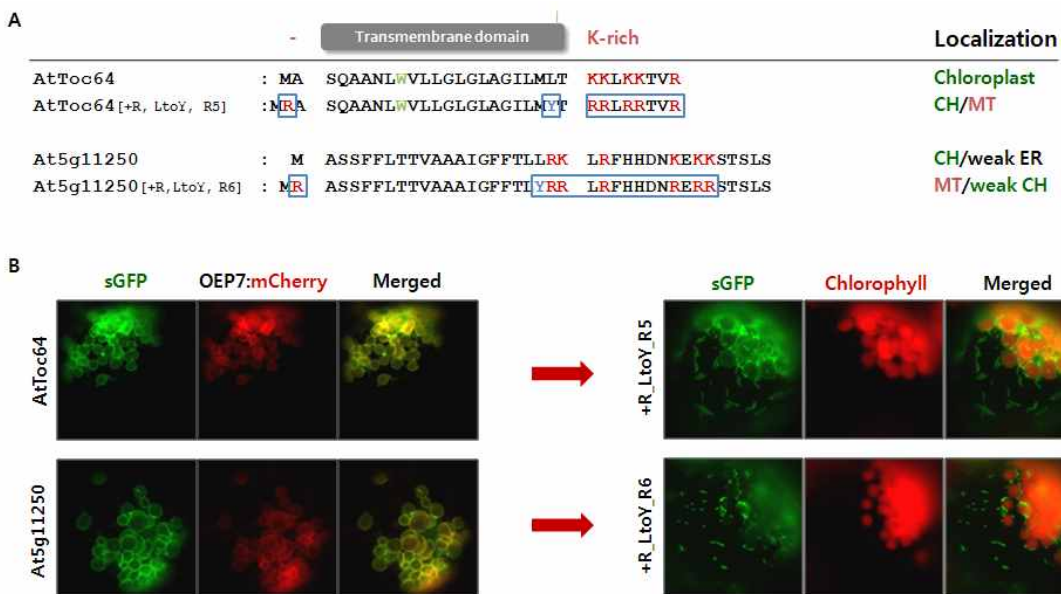 A
- Transmembrane domain K-rich Localization
AtToc64 : MA SQAANLWVLLGLGLAGILMLT KKLKKTVR Chloroplast
AtToc64[+R, LtoY, R5] :MRA SQAANLWVLLGLGLAGILMYT RRLRRTVR CH/MT
At5g11250 : M ASSFFLTTVAAAIGFFTLLRK LRFHHDNKEKKSTSLS CH/weak ER
At5g11250[+R,LtoY, R6] : MR ASSFFLTTVAAAIGFFTLYRR LRFHHDNRERRSTSLS MT/weak CH
B
sGFP OEP7:mCherry Merged sGFP Chlorophyll Merged
AtToc64
+R_LtoY_R5
At5g11250
+R_LtoY_R6